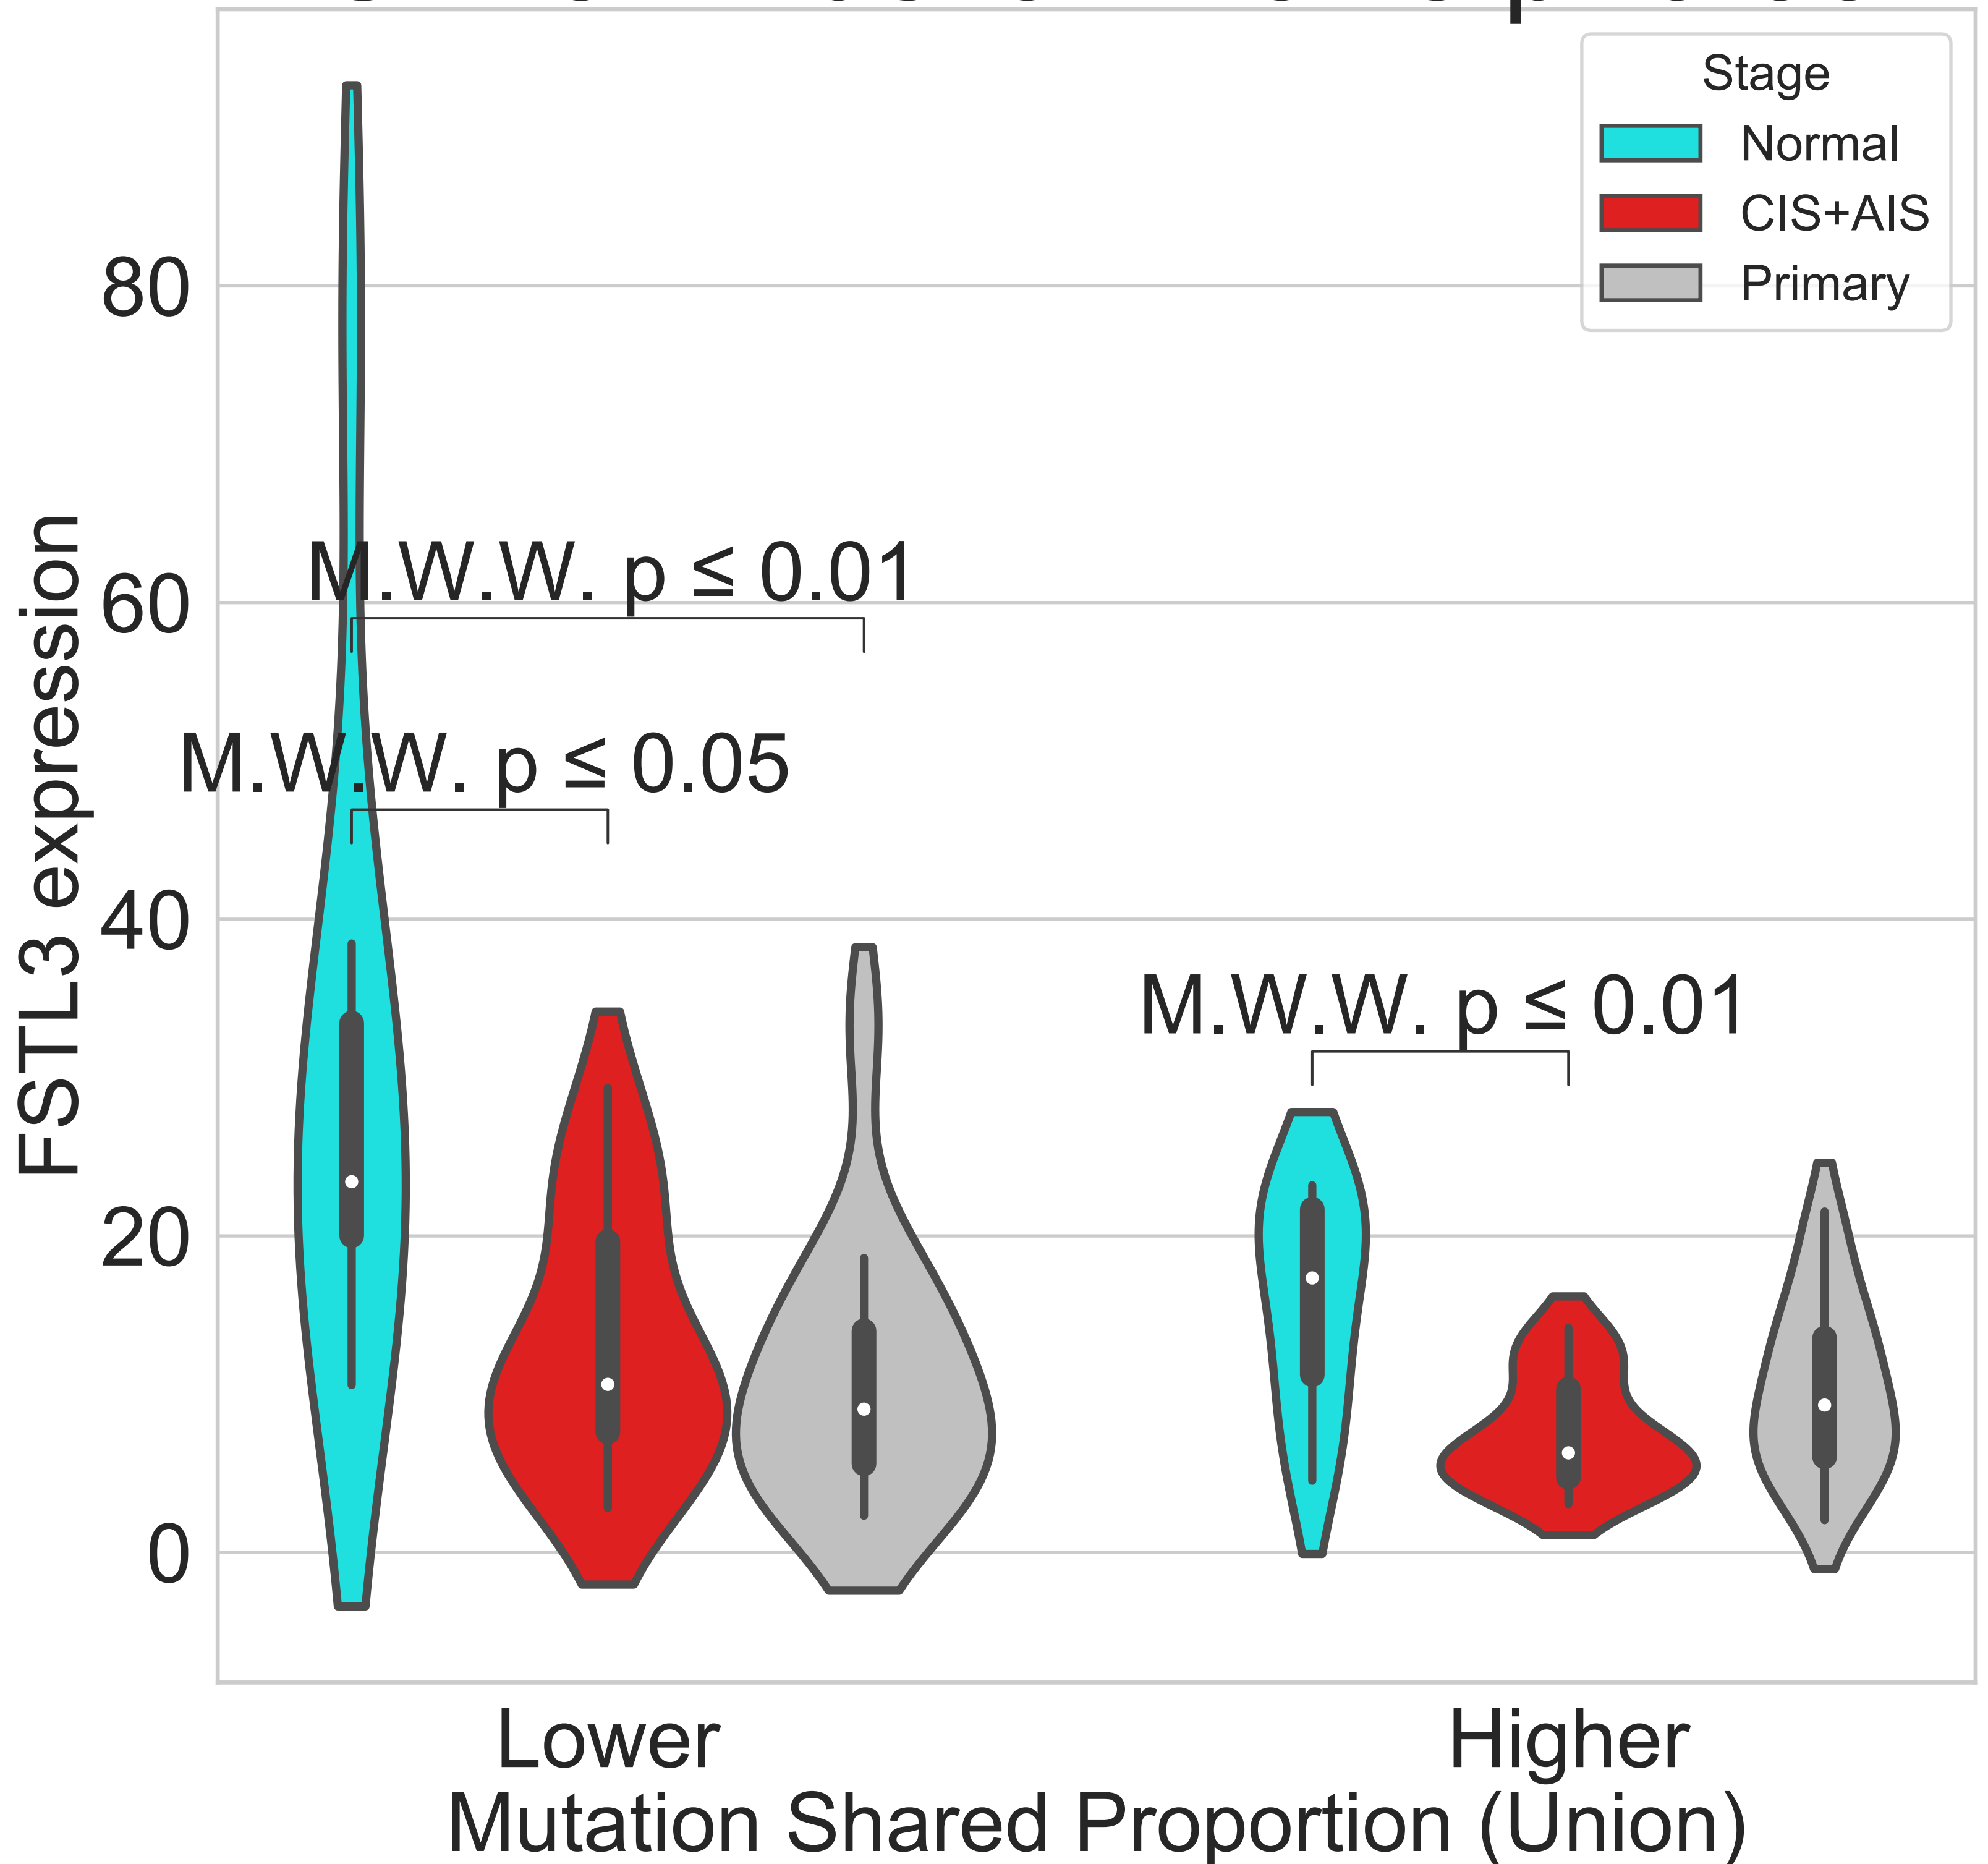 Stage
Normal
CIS+AIS
Primary
80
60
40
20
0
FSTL3 expression
M.W.W. p ≤ 0.01
M.W.W. p ≤ 0.05
M.W.W. p ≤ 0.01
Lower
Higher
Mutation Shared Proportion (Union)